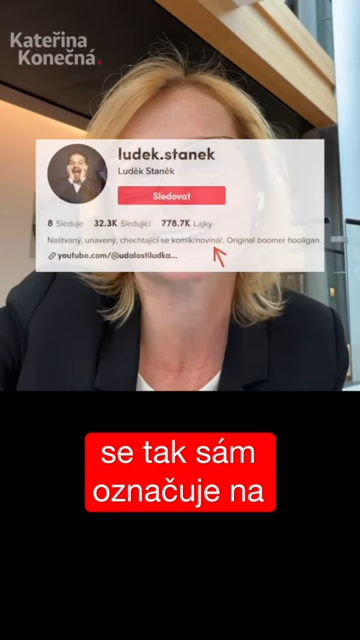 Kateřina
Konečná.
ludek.stanek
Luděk Staněk
Sledovat
8 Sleduje 32.3K Sledující 778.7K Lajky
Naštvaný, unavený, chechtající se komik/novinář. Original boomer hooligan.
youtube.com/@udalostiludka...
se tak sám
označuje na